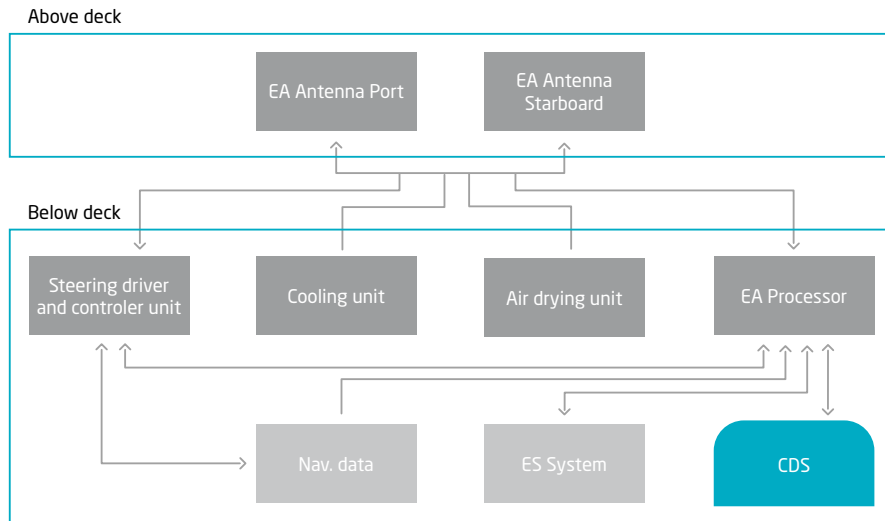 Above deck
EA Antenna Port
EA Antenna
Starboard
Below deck
Steering driver
and controler unit
Cooling unit
Air drying unit
EA Processor
Nav. data
ES System
CDS